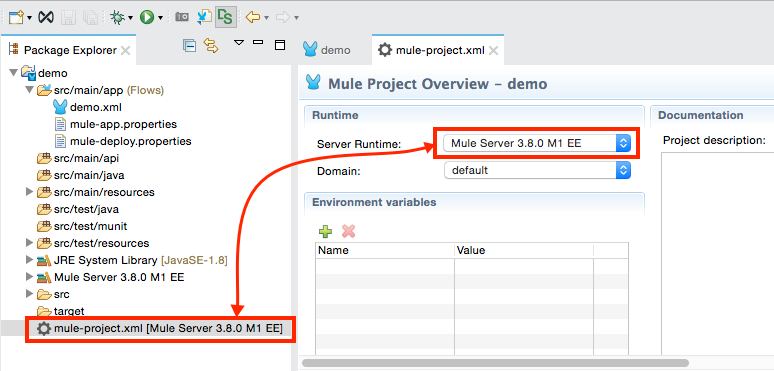 Package Explorer
demo
src/main/app (Flows)
demo.xml
mule-app.properties
mule-deploy.properties
src/main/api
src/main/java
src/main/resources
src/test/java
src/test/munit
src/test/resources
JRE System Library [JavaSE-1.8]
Mule Server 3.8.0 M1 EE
src
target
mule-project.xml [Mule Server 3.8.0 M1 EE]
demo
mule-project.xml
Mule Project Overview - demo
Runtime
Server Runtime: Mule Server 3.8.0 M1 EE
Domain: default
Environment variables
Name Value
Documentation
Project description: